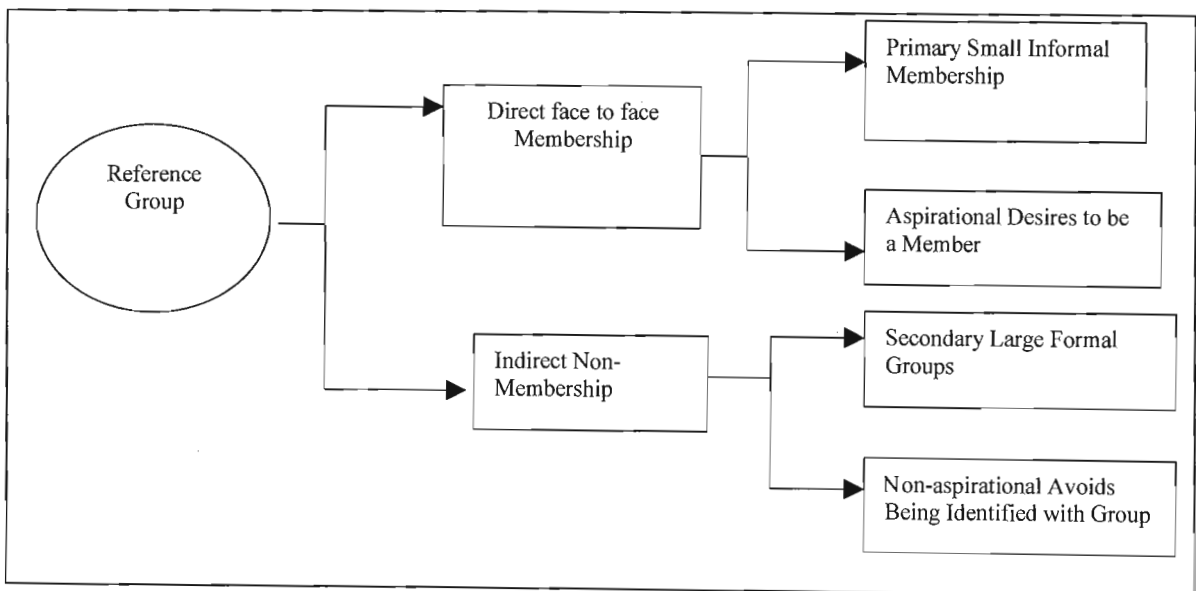 Reference
Group
Direct face to face
Membership
Primary Small Informal
Membership
Aspirational Desires to be
a Member
Indirect Non-
Membership
Secondary Large Formal
Groups
Non-aspirational Avoids
Being Identified with Group